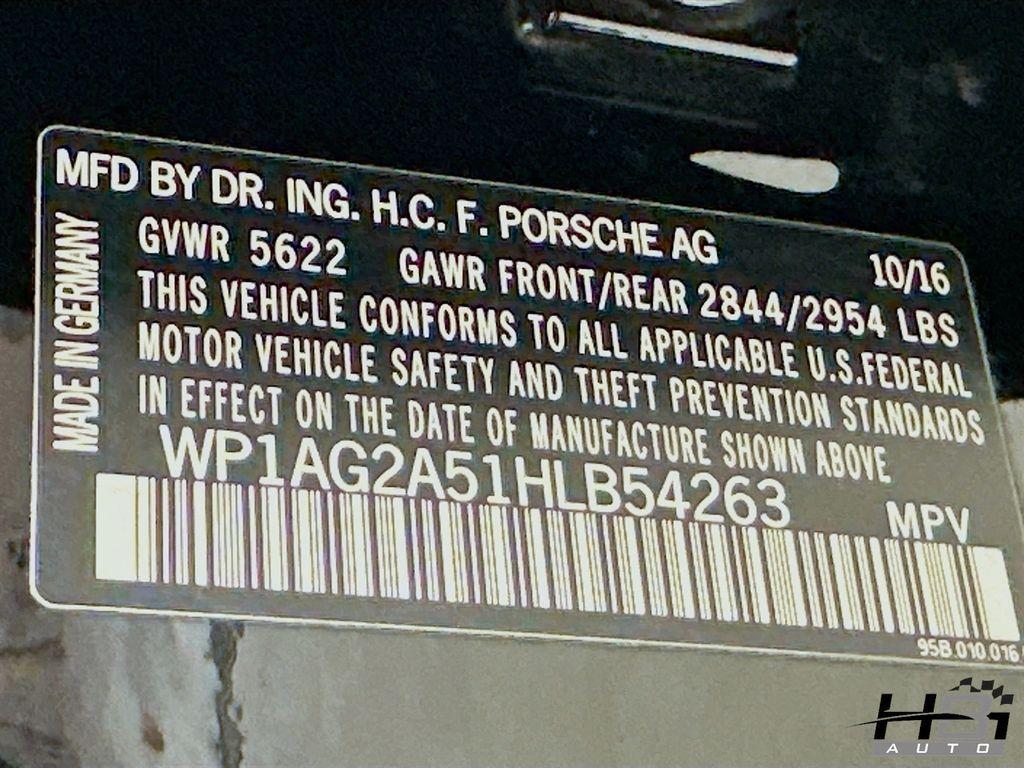 MFD BY DR. ING. H.C. F. PORSCHE AG 10/16
MADE IN GERMANY
GVWR 5622 GAWR FRONT/REAR 2844/2954 LBS
THIS VEHICLE CONFORMS TO ALL APPLICABLE U.S.FEDERAL
MOTOR VEHICLE SAFETY AND THEFT PREVENTION STANDARDS
IN EFFECT ON THE DATE OF MANUFACTURE SHOWN ABOVE
WP1AG2A51HLB54263 MPV
95B.010.016
H3I
AUTO